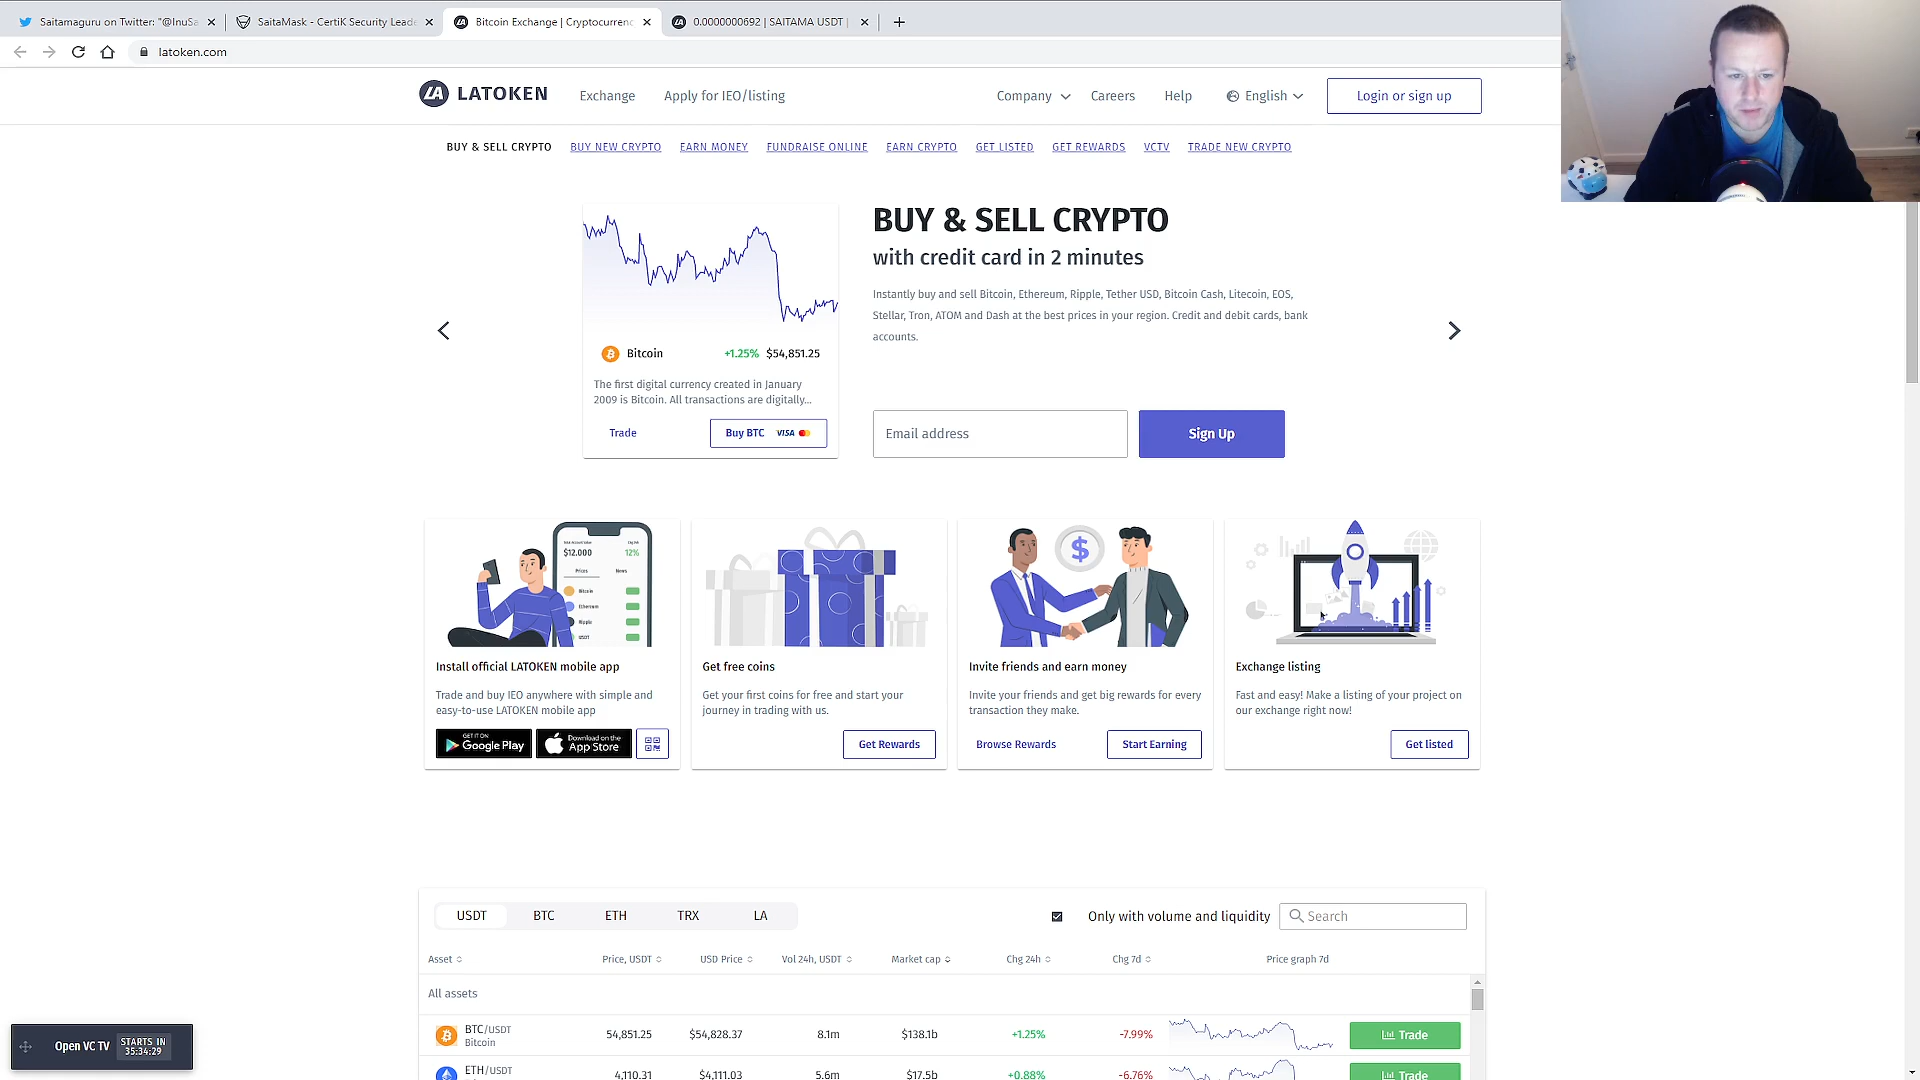 Saitamaguru on Twitter: "@InuSa
SaitaMask - CertiK Security Leade
Bitcoin Exchange | Cryptocurrenc
0.0000000692 | SAITAMA USDT |
latoken.com
LATOKEN
Exchange
Apply for IEO/listing
Company
Careers
Help
English
Login or sign up
BUY & SELL CRYPTO
BUY NEW CRYPTO
EARN MONEY
FUNDRAISE ONLINE
EARN CRYPTO
GET LISTED
GET REWARDS
VCTV
TRADE NEW CRYPTO
Bitcoin
+1.25% $54,851.25
The first digital currency created in January
2009 is Bitcoin. All transactions are digitally...
Trade
Buy BTC VISA
BUY & SELL CRYPTO
with credit card in 2 minutes
Instantly buy and sell Bitcoin, Ethereum, Ripple, Tether USD, Bitcoin Cash, Litecoin, EOS,
Stellar, Tron, ATOM and Dash at the best prices in your region. Credit and debit cards, bank
accounts.
Email address
Sign Up
$12.000
12%
Prices
News
Bitcoin
Ethereum
Ripple
USDT
Install official LATOKEN mobile app
Trade and buy IEO anywhere with simple and
easy-to-use LATOKEN mobile app
GET IT ON
Google Play
Download on the
App Store
Get free coins
Get your first coins for free and start your
journey in trading with us.
Get Rewards
$
Invite friends and earn money
Invite your friends and get big rewards for every
transaction they make.
Browse Rewards
Start Earning
Exchange listing
Fast and easy! Make a listing of your project on
our exchange right now!
Get listed
USDT
BTC
ETH
TRX
LA
Only with volume and liquidity
Search
Asset
Price, USDT
USD Price
Vol 24h, USDT
Market cap
Chg 24h
Chg 7d
Price graph 7d
All assets
BTC/USDT
Bitcoin
54,851.25
$54,828.37
8.1m
$138.1b
+1.25%
-7.99%
Trade
ETH/USDT
4,110.31
$4,111.03
5.6m
$17.5b
+0.88%
-6.76%
Trade
Open VC TV
STARTS IN
35:34:29